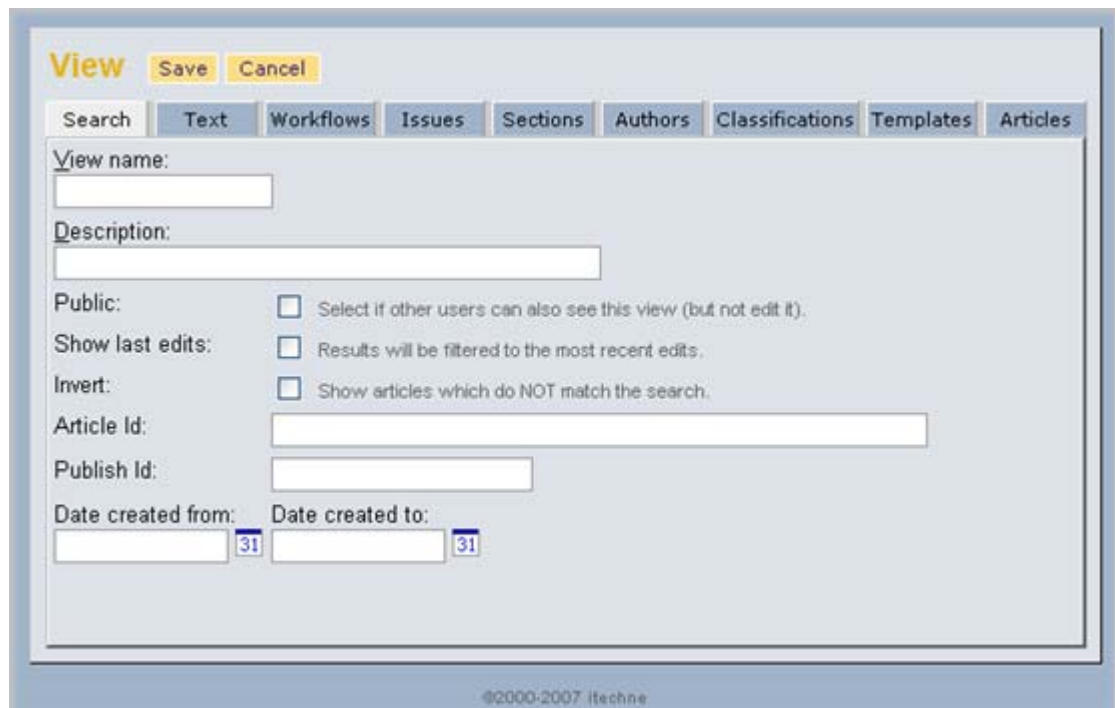 View Save Cancel
Search Text Workflows Issues Sections Authors Classifications Templates Articles
View name:
Description:
Public: Select if other users can also see this view (but not edit it).
Show last edits: Results will be filtered to the most recent edits.
Invert: Show articles which do NOT match the search.
Article Id:
Publish Id:
Date created from: Date created to:
31 31
©2000-2007 itechne